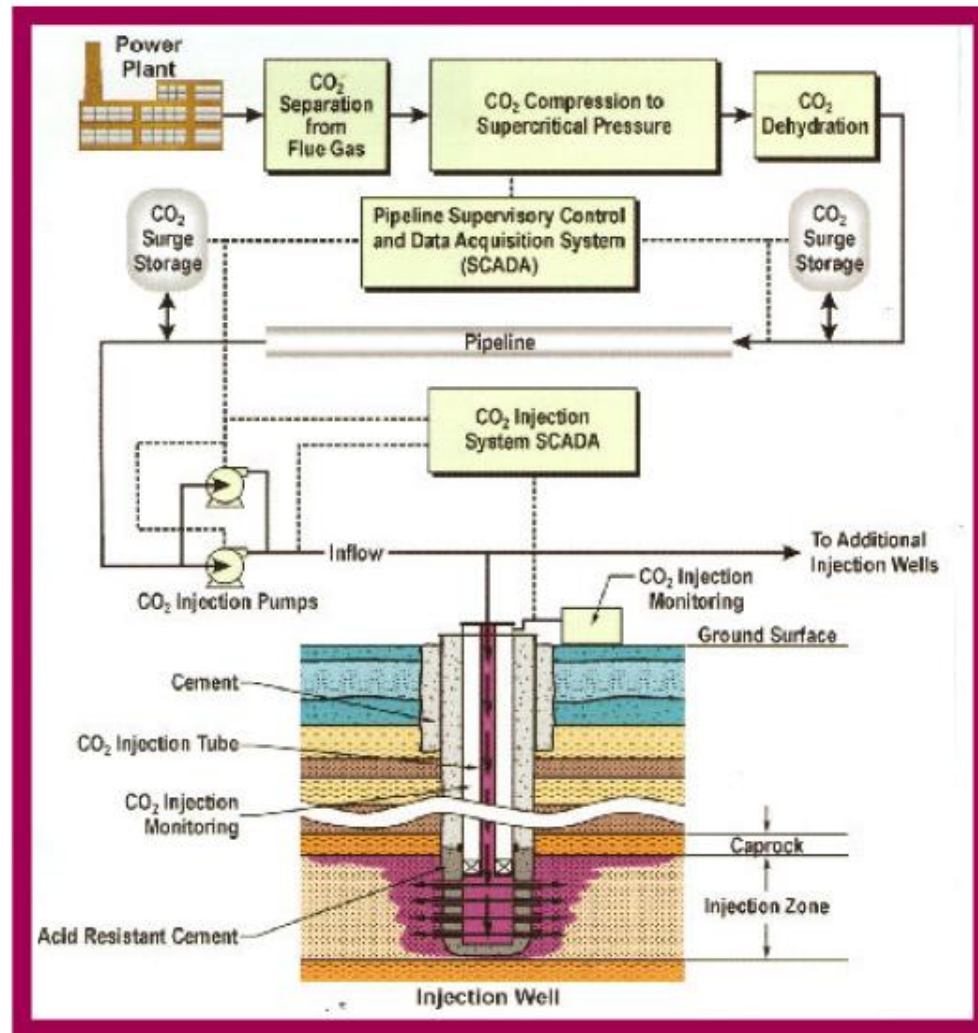 Power
Plant
CO₂
Separation
from
Flue Gas
CO₂ Compression to
Supercritical Pressure
CO₂
Dehydration
CO₂
Surge
Storage
Pipeline Supervisory Control
and Data Acquisition System
(SCADA)
CO₂
Surge
Storage
Pipeline
CO₂ Injection
System SCADA
Inflow
To Additional
Injection Wells
CO₂ Injection Pumps
CO₂ Injection
Monitoring
Ground Surface
Cement
CO₂ Injection Tube
CO₂ Injection
Monitoring
Caprock
Injection Zone
Acid Resistant Cement
Injection Well